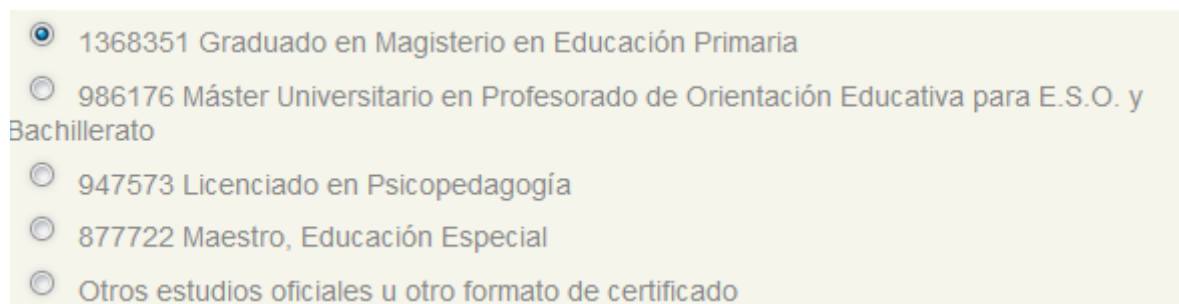 1368351 Graduado en Magisterio en Educación Primaria
986176 Máster Universitario en Profesorado de Orientación Educativa para E.S.O. y
Bachillerato
947573 Licenciado en Psicopedagogía
877722 Maestro, Educación Especial
Otros estudios oficiales u otro formato de certificado